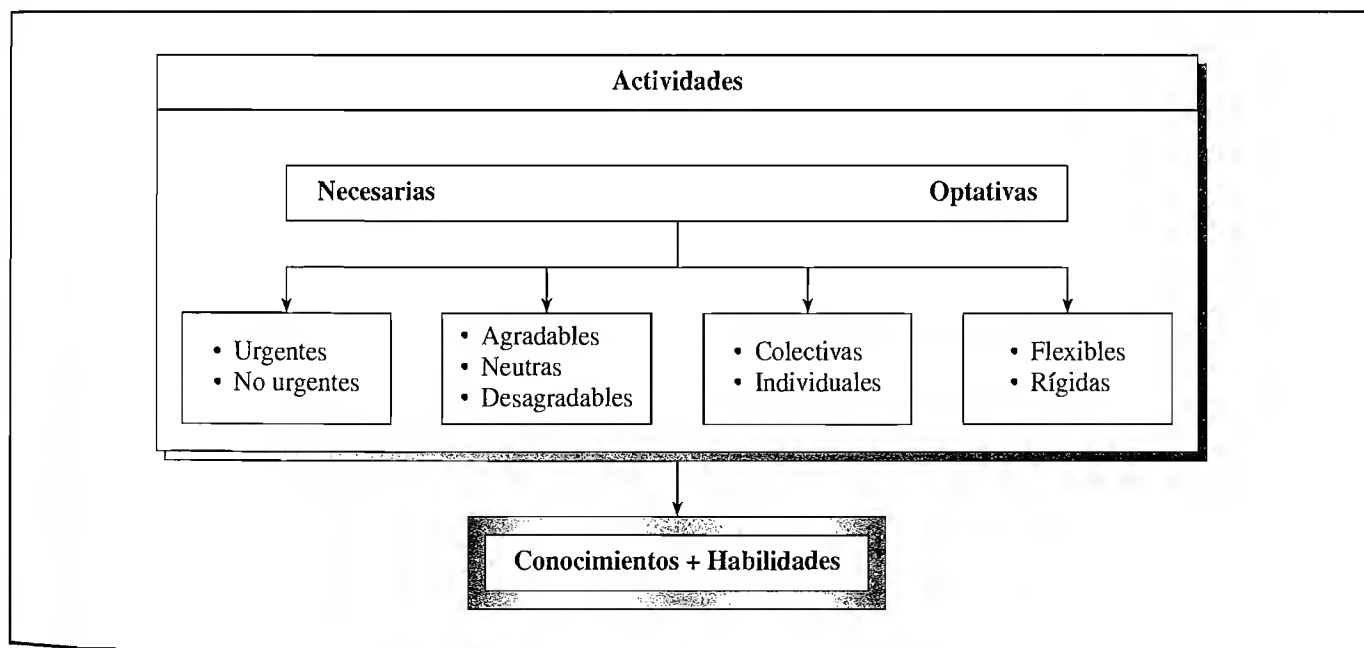 Actividades
Necesarias Optativas
• Urgentes
• No urgentes
• Agradables
• Neutras
• Desagradables
• Colectivas
• Individuales
• Flexibles
• Rígidas
Conocimientos + Habilidades